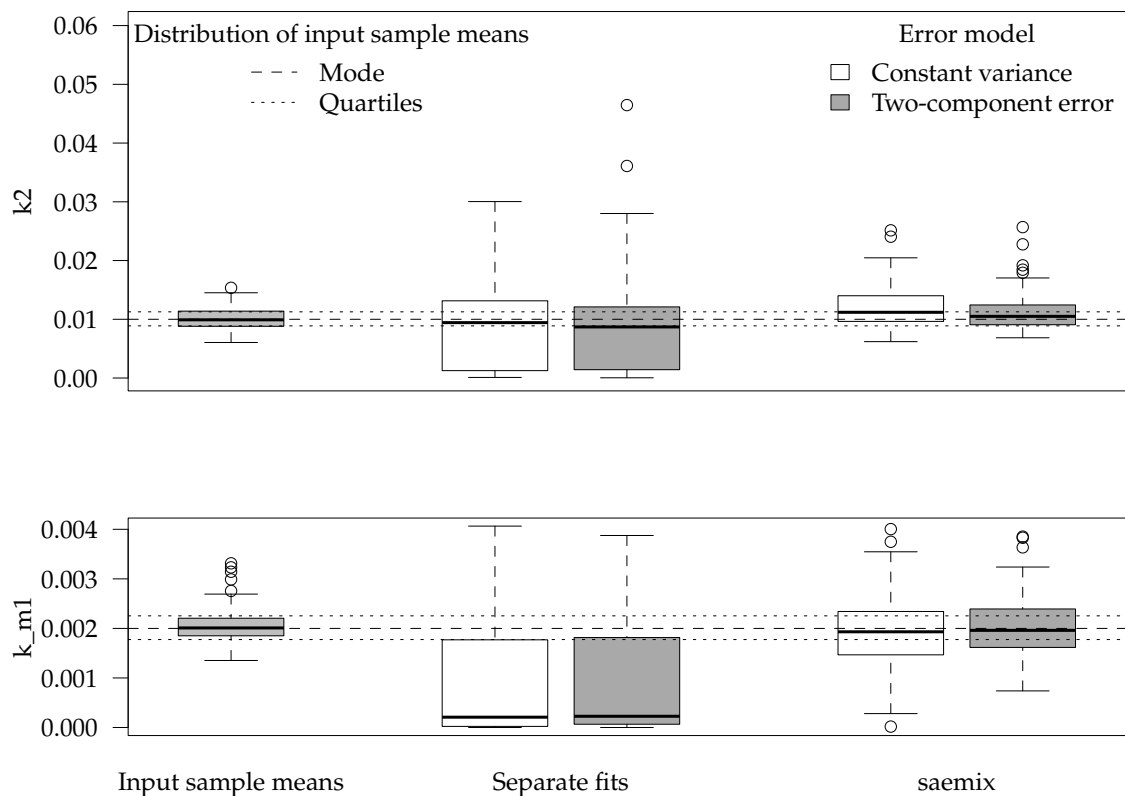 Distribution of input sample means
Mode
Quartiles
Error model
Constant variance
Two-component error
k2
0.06
0.05
0.04
0.03
0.02
0.01
0.00
k_m1
0.004
0.003
0.002
0.001
0.000
Input sample means
Separate fits
saemix